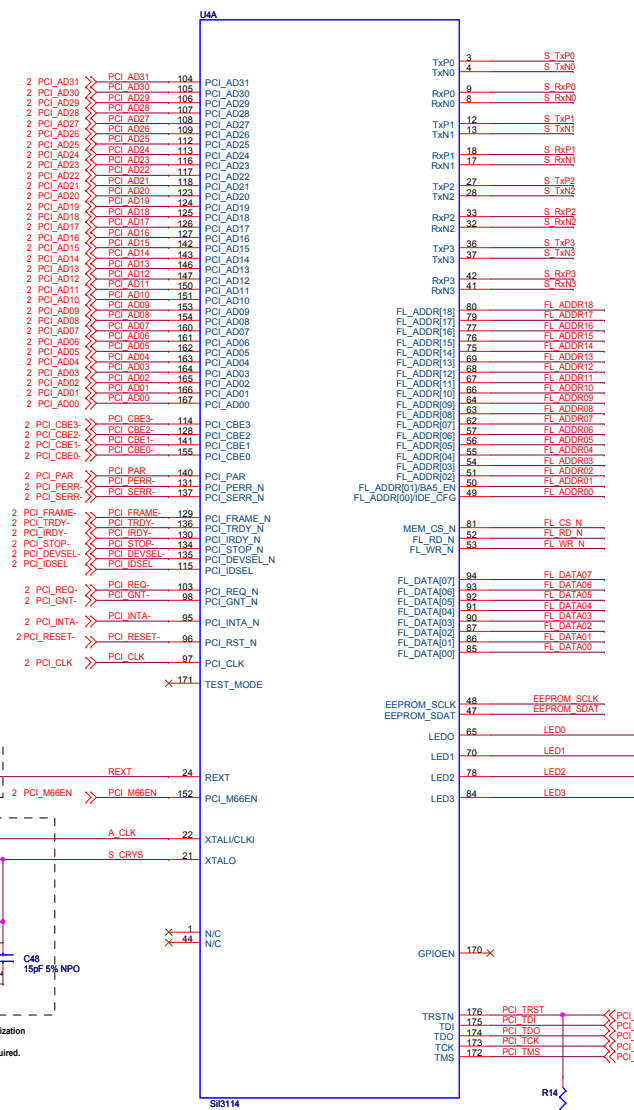 U4A
2 PCI_AD31 PCI_AD31 104 PCI_AD31
2 PCI_AD30 PCI_AD30 105 PCI_AD30
2 PCI_AD29 PCI_AD29 106 PCI_AD29
2 PCI_AD28 PCI_AD28 107 PCI_AD28
2 PCI_AD27 PCI_AD27 108 PCI_AD27
2 PCI_AD26 PCI_AD26 109 PCI_AD26
2 PCI_AD25 PCI_AD25 112 PCI_AD25
2 PCI_AD24 PCI_AD24 113 PCI_AD24
2 PCI_AD23 PCI_AD23 116 PCI_AD23
2 PCI_AD22 PCI_AD22 117 PCI_AD22
2 PCI_AD21 PCI_AD21 118 PCI_AD21
2 PCI_AD20 PCI_AD20 123 PCI_AD20
2 PCI_AD19 PCI_AD19 124 PCI_AD19
2 PCI_AD18 PCI_AD18 125 PCI_AD18
2 PCI_AD17 PCI_AD17 126 PCI_AD17
2 PCI_AD16 PCI_AD16 127 PCI_AD16
2 PCI_AD15 PCI_AD15 142 PCI_AD15
2 PCI_AD14 PCI_AD14 143 PCI_AD14
2 PCI_AD13 PCI_AD13 146 PCI_AD13
2 PCI_AD12 PCI_AD12 147 PCI_AD12
2 PCI_AD11 PCI_AD11 150 PCI_AD11
2 PCI_AD10 PCI_AD10 151 PCI_AD10
2 PCI_AD09 PCI_AD09 153 PCI_AD09
2 PCI_AD08 PCI_AD08 154 PCI_AD08
2 PCI_AD07 PCI_AD07 160 PCI_AD07
2 PCI_AD06 PCI_AD06 161 PCI_AD06
2 PCI_AD05 PCI_AD05 162 PCI_AD05
2 PCI_AD04 PCI_AD04 163 PCI_AD04
2 PCI_AD03 PCI_AD03 164 PCI_AD03
2 PCI_AD02 PCI_AD02 165 PCI_AD02
2 PCI_AD01 PCI_AD01 166 PCI_AD01
2 PCI_AD00 PCI_AD00 167 PCI_AD00
2 PCI_CBE3- PCI_CBE3- 114 PCI_CBE3
2 PCI_CBE2- PCI_CBE2- 128 PCI_CBE2
2 PCI_CBE1- PCI_CBE1- 141 PCI_CBE1
2 PCI_CBE0- PCI_CBE0- 155 PCI_CBE0
2 PCI_PAR PCI_PAR 140 PCI_PAR
2 PCI_PERR- PCI_PERR- 131 PCI_PERR_N
2 PCI_SERR- PCI_SERR- 137 PCI_SERR_N
2 PCI_FRAME- PCI_FRAME- 129 PCI_FRAME_N
2 PCI_TRDY- PCI_TRDY- 136 PCI_TRDY_N
2 PCI_IRDY- PCI_IRDY- 130 PCI_IRDY_N
2 PCI_STOP- PCI_STOP- 134 PCI_STOP_N
2 PCI_DEVSEL- PCI_DEVSEL- 135 PCI_DEVSEL_N
2 PCI_IDSEL PCI_IDSEL 115 PCI_IDSEL
2 PCI_REQ- PCI_REQ- 103 PCI_REQ_N
2 PCI_GNT- PCI_GNT- 98 PCI_GNT_N
2 PCI_INTA- PCI_INTA- 95 PCI_INTA_N
2 PCI_RESET- PCI_RESET- 96 PCI_RST_N
2 PCI_CLK PCI_CLK 97 PCI_CLK
171 TEST_MODE
REXT 24 REXT
2 PCI_M66EN PCI_M66EN 152 PCI_M66EN
A_CLK 22 XTALI/CLKI
S_CRYS 21 XTALO
1 N/C
44 N/C
C48
15pF 5% NPO
ization
uired.
TxP0 3 S_TxP0
TxN0 4 S_TxN0
RxP0 9 S_RxP0
RxN0 8 S_RxN0
TxP1 12 S_TxP1
TxN1 13 S_TxN1
RxP1 18 S_RxP1
RxN1 17 S_RxN1
TxP2 27 S_TxP2
TxN2 28 S_TxN2
RxP2 33 S_RxP2
RxN2 32 S_RxN2
TxP3 36 S_TxP3
TxN3 37 S_TxN3
RxP3 42 S_RxP3
RxN3 41 S_RxN3
FL_ADDR[18] 80 FL_ADDR18
FL_ADDR[17] 79 FL_ADDR17
FL_ADDR[16] 77 FL_ADDR16
FL_ADDR[15] 76 FL_ADDR15
FL_ADDR[14] 75 FL_ADDR14
FL_ADDR[13] 69 FL_ADDR13
FL_ADDR[12] 68 FL_ADDR12
FL_ADDR[11] 67 FL_ADDR11
FL_ADDR[10] 66 FL_ADDR10
FL_ADDR[09] 64 FL_ADDR09
FL_ADDR[08] 63 FL_ADDR08
FL_ADDR[07] 62 FL_ADDR07
FL_ADDR[06] 57 FL_ADDR06
FL_ADDR[05] 56 FL_ADDR05
FL_ADDR[04] 55 FL_ADDR04
FL_ADDR[03] 54 FL_ADDR03
FL_ADDR[02] 51 FL_ADDR02
FL_ADDR[01]/BA5_EN 50 FL_ADDR01
FL_ADDR[00]/IDE_CFG 49 FL_ADDR00
MEM_CS_N 81 FL_CS_N
FL_RD_N 52 FL_RD_N
FL_WR_N 53 FL_WR_N
FL_DATA[07] 94 FL_DATA07
FL_DATA[06] 93 FL_DATA06
FL_DATA[05] 92 FL_DATA05
FL_DATA[04] 91 FL_DATA04
FL_DATA[03] 90 FL_DATA03
FL_DATA[02] 87 FL_DATA02
FL_DATA[01] 86 FL_DATA01
FL_DATA[00] 85 FL_DATA00
EEPROM_SCLK 48 EEPROM_SCLK
EEPROM_SDAT 47 EEPROM_SDAT
LEDO 65 LED0
LED1 70 LED1
LED2 78 LED2
LED3 84 LED3
GPIOEN 170
TRSTN 176 PCI_TRST PCI_
TDI 175 PCI_TDI PCI_
TDO 174 PCI_TDO PCI_
TCK 173 PCI_TCK PCI_
TMS 172 PCI_TMS PCI_
R14
SiI3114